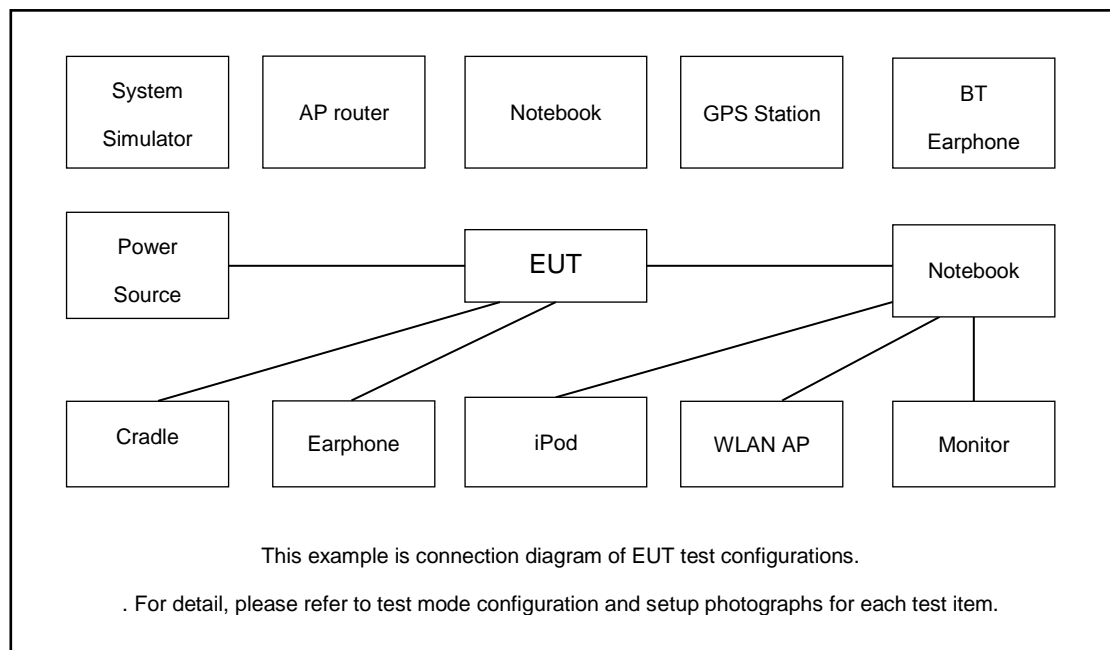 System
Simulator
AP router
Notebook
GPS Station
BT
Earphone
Power
Source
EUT
Notebook
Cradle
Earphone
iPod
WLAN AP
Monitor
This example is connection diagram of EUT test configurations.
. For detail, please refer to test mode configuration and setup photographs for each test item.